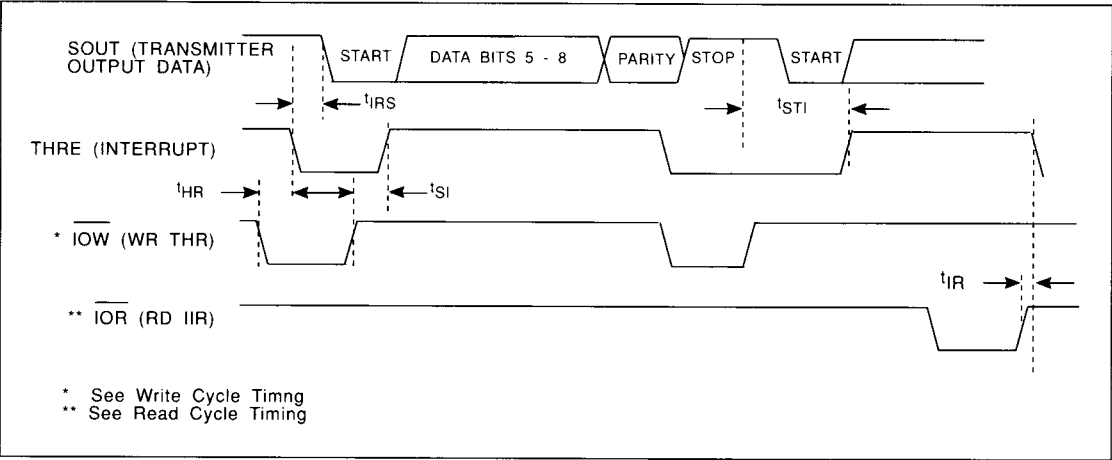 SOUT (TRANSMITTER
OUTPUT DATA)
START
DATA BITS 5 - 8
PARITY
STOP
START
tIRS
tSTI
THRE (INTERRUPT)
tHR
tSI
* IOW (WR THR)
tIR
** IOR (RD IIR)
* See Write Cycle Timng
** See Read Cycle Timing